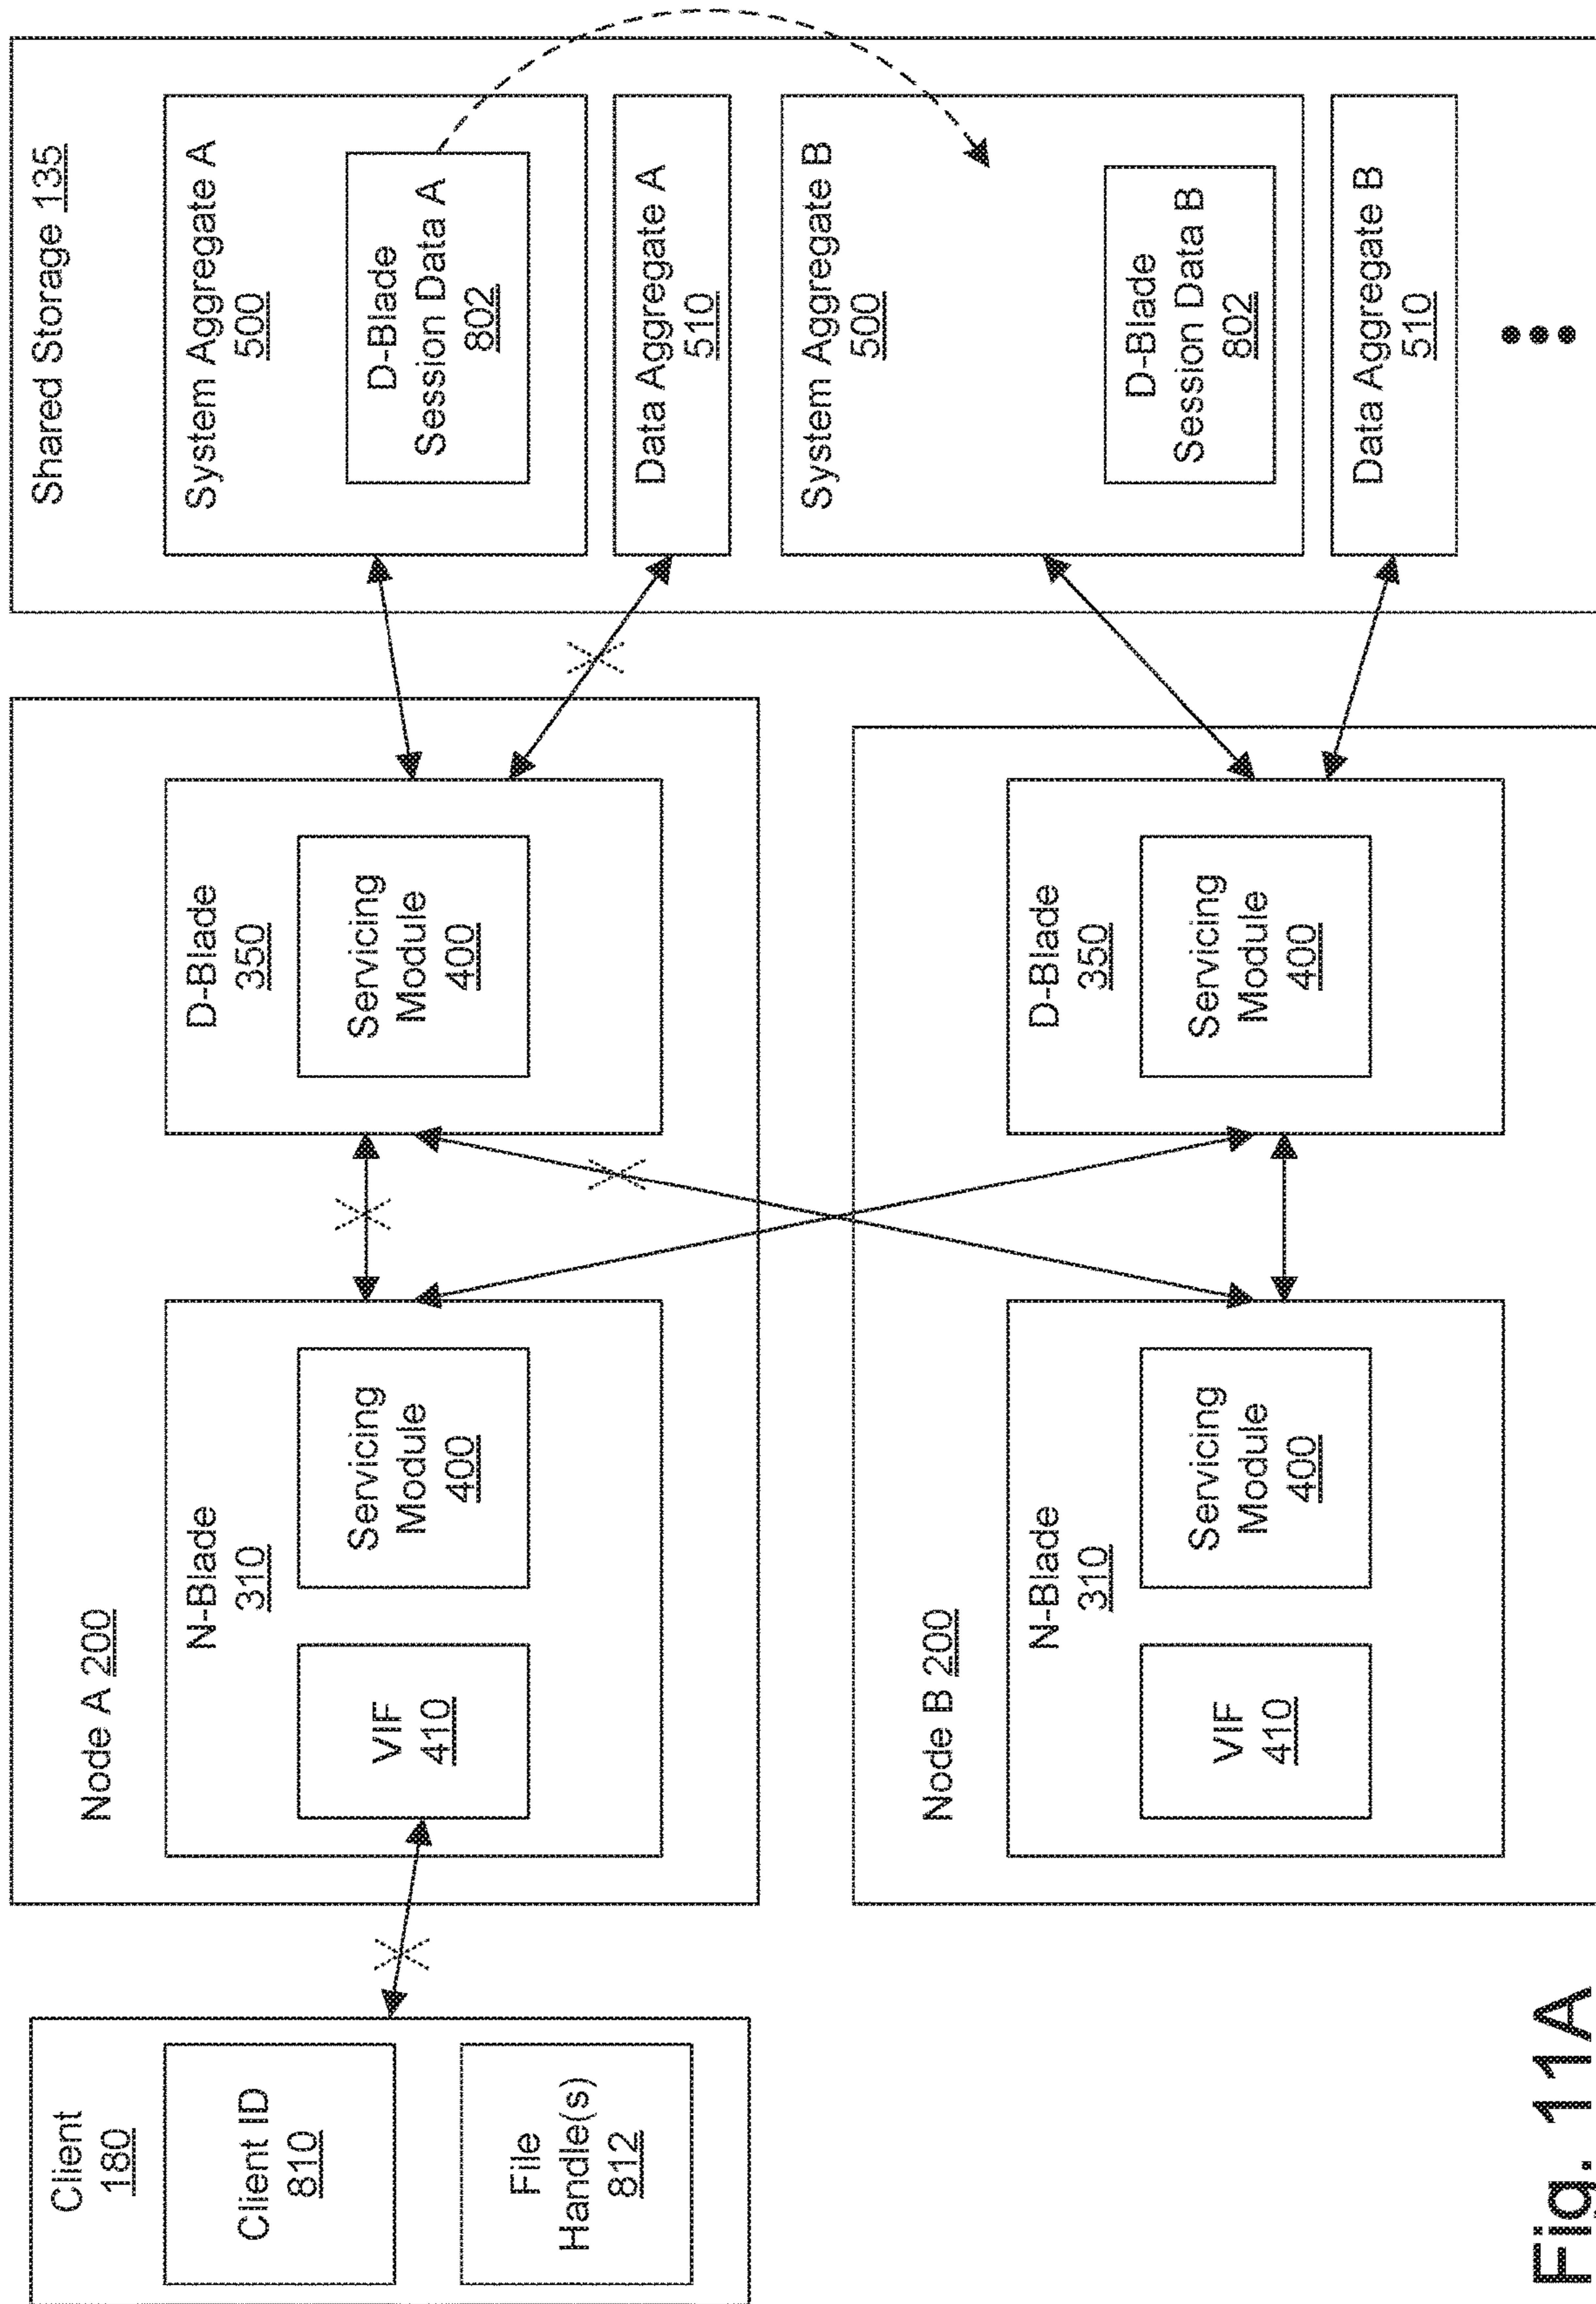 Client
180
Client ID
810
File
Handle(s)
812
Node A 200
N-Blade
310
VIF
410
Servicing
Module
400
D-Blade
350
Servicing
Module
400
Node B 200
N-Blade
310
VIF
410
Servicing
Module
400
D-Blade
350
Servicing
Module
400
Shared Storage 135
System Aggregate A
500
D-Blade
Session Data A
802
Data Aggregate A
510
System Aggregate B
500
D-Blade
Session Data B
802
Data Aggregate B
510
Fig. 11A